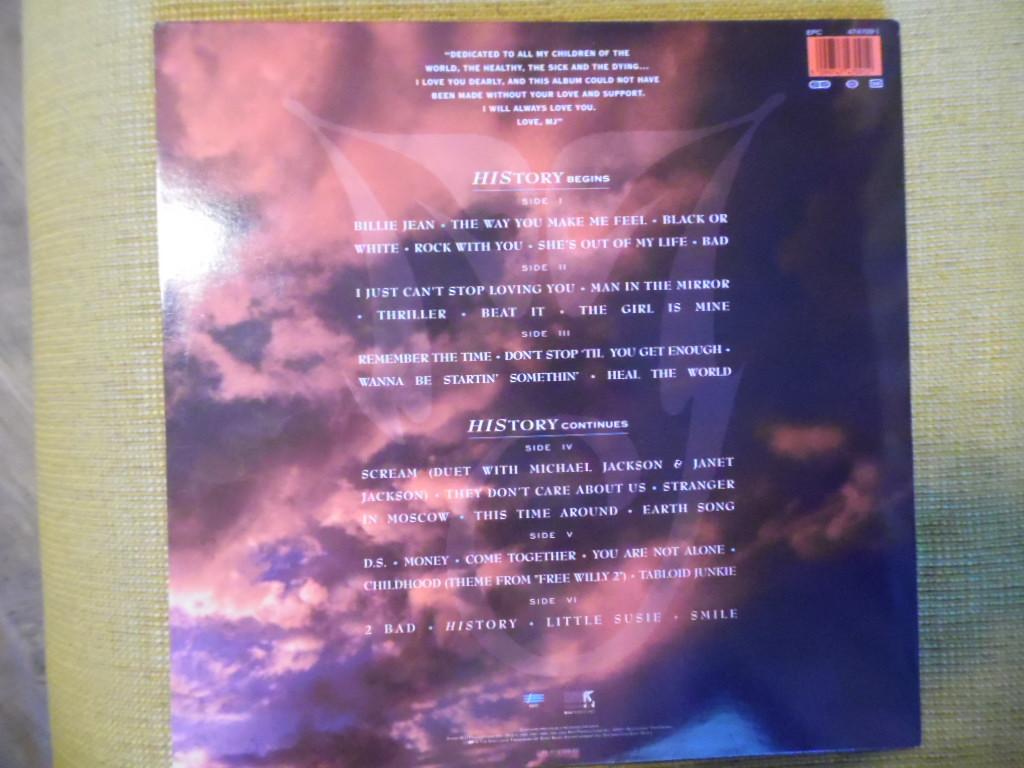 "DEDICATED TO ALL MY CHILDREN OF THE
WORLD, THE HEALTHY, THE SICK AND THE DYING...
I LOVE YOU DEARLY, AND THIS ALBUM COULD NOT HAVE
BEEN MADE WITHOUT YOUR LOVE AND SUPPORT.
I WILL ALWAYS LOVE YOU.
LOVE, MJ"
EPC
HISTORY BEGINS
SIDE I
BILLIE JEAN • THE WAY YOU MAKE ME FEEL • BLACK OR
WHITE • ROCK WITH YOU • SHE'S OUT OF MY LIFE • BAD
SIDE II
I JUST CAN'T STOP LOVING YOU • MAN IN THE MIRROR
• THRILLER • BEAT IT • THE GIRL IS MINE
SIDE III
REMEMBER THE TIME • DON'T STOP 'TIL YOU GET ENOUGH •
WANNA BE STARTIN' SOMETHIN' • HEAL THE WORLD
HISTORY CONTINUES
SIDE IV
SCREAM (DUET WITH MICHAEL JACKSON & JANET
JACKSON) • THEY DON'T CARE ABOUT US • STRANGER
IN MOSCOW • THIS TIME AROUND • EARTH SONG
SIDE V
D.S. • MONEY • COME TOGETHER • YOU ARE NOT ALONE •
CHILDHOOD (THEME FROM "FREE WILLY 2") • TABLOID JUNKIE
SIDE VI
2 BAD • HISTORY • LITTLE SUSIE • SMILE